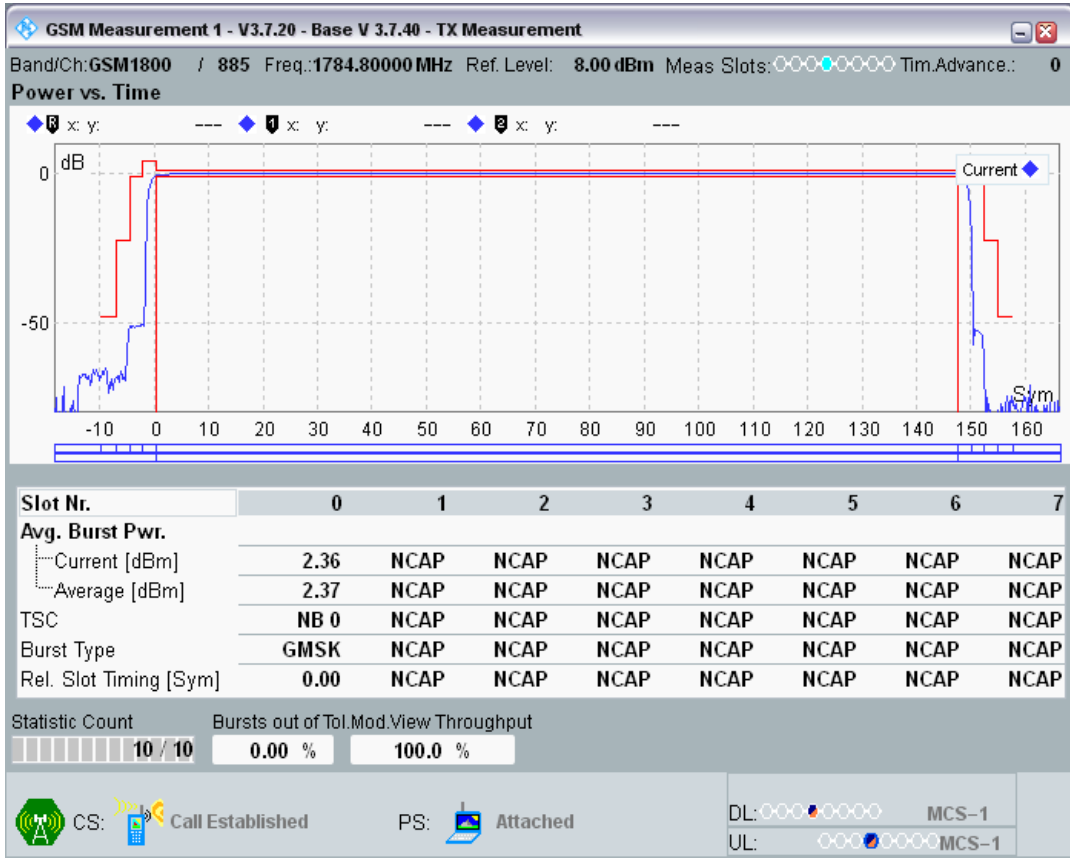 GSM Measurement 1 - V3.7.20 - Base V 3.7.40 - TX Measurement
Band/Ch:GSM1800 / 885 Freq.:1784.80000 MHz Ref. Level: 8.00 dBm Meas Slots: Tim.Advance.: 0
Power vs. Time
R x: y: --- 1 x: y: --- 2 x: y: ---
dB
0
Current
-50
Sym
-10 0 10 20 30 40 50 60 70 80 90 100 110 120 130 140 150 160
Slot Nr. 0 1 2 3 4 5 6 7
Avg. Burst Pwr.
Current [dBm] 2.36 NCAP NCAP NCAP NCAP NCAP NCAP NCAP
Average [dBm] 2.37 NCAP NCAP NCAP NCAP NCAP NCAP NCAP
TSC NB 0 NCAP NCAP NCAP NCAP NCAP NCAP NCAP
Burst Type GMSK NCAP NCAP NCAP NCAP NCAP NCAP NCAP
Rel. Slot Timing [Sym] 0.00 NCAP NCAP NCAP NCAP NCAP NCAP NCAP
Statistic Count Bursts out of Tol. Mod.View Throughput
10 / 10 0.00 % 100.0 %
CS: Call Established PS: Attached
DL: MCS-1
UL: MCS-1